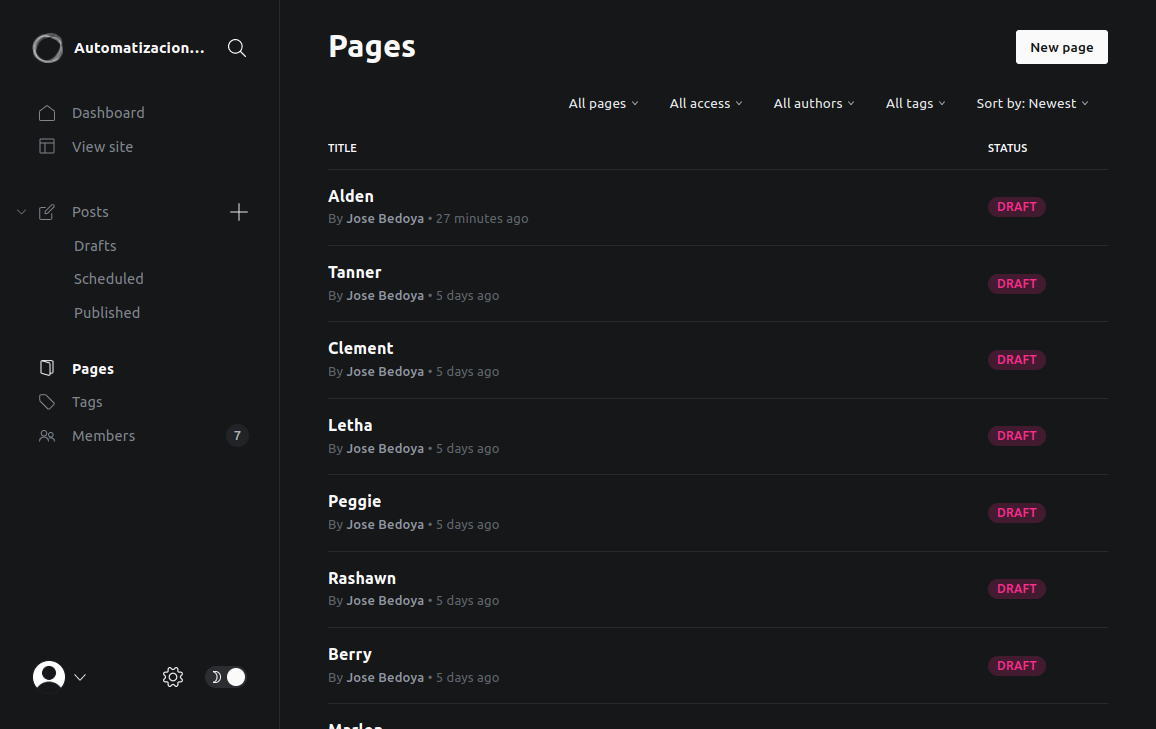 Automatizacion...
Dashboard
View site
Posts
Drafts
Scheduled
Published
Pages
Tags
Members 7
Pages
New page
All pages All access All authors All tags Sort by: Newest
TITLE STATUS
Alden
By Jose Bedoya • 27 minutes ago
DRAFT
Tanner
By Jose Bedoya • 5 days ago
DRAFT
Clement
By Jose Bedoya • 5 days ago
DRAFT
Letha
By Jose Bedoya • 5 days ago
DRAFT
Peggie
By Jose Bedoya • 5 days ago
DRAFT
Rashawn
By Jose Bedoya • 5 days ago
DRAFT
Berry
By Jose Bedoya • 5 days ago
DRAFT